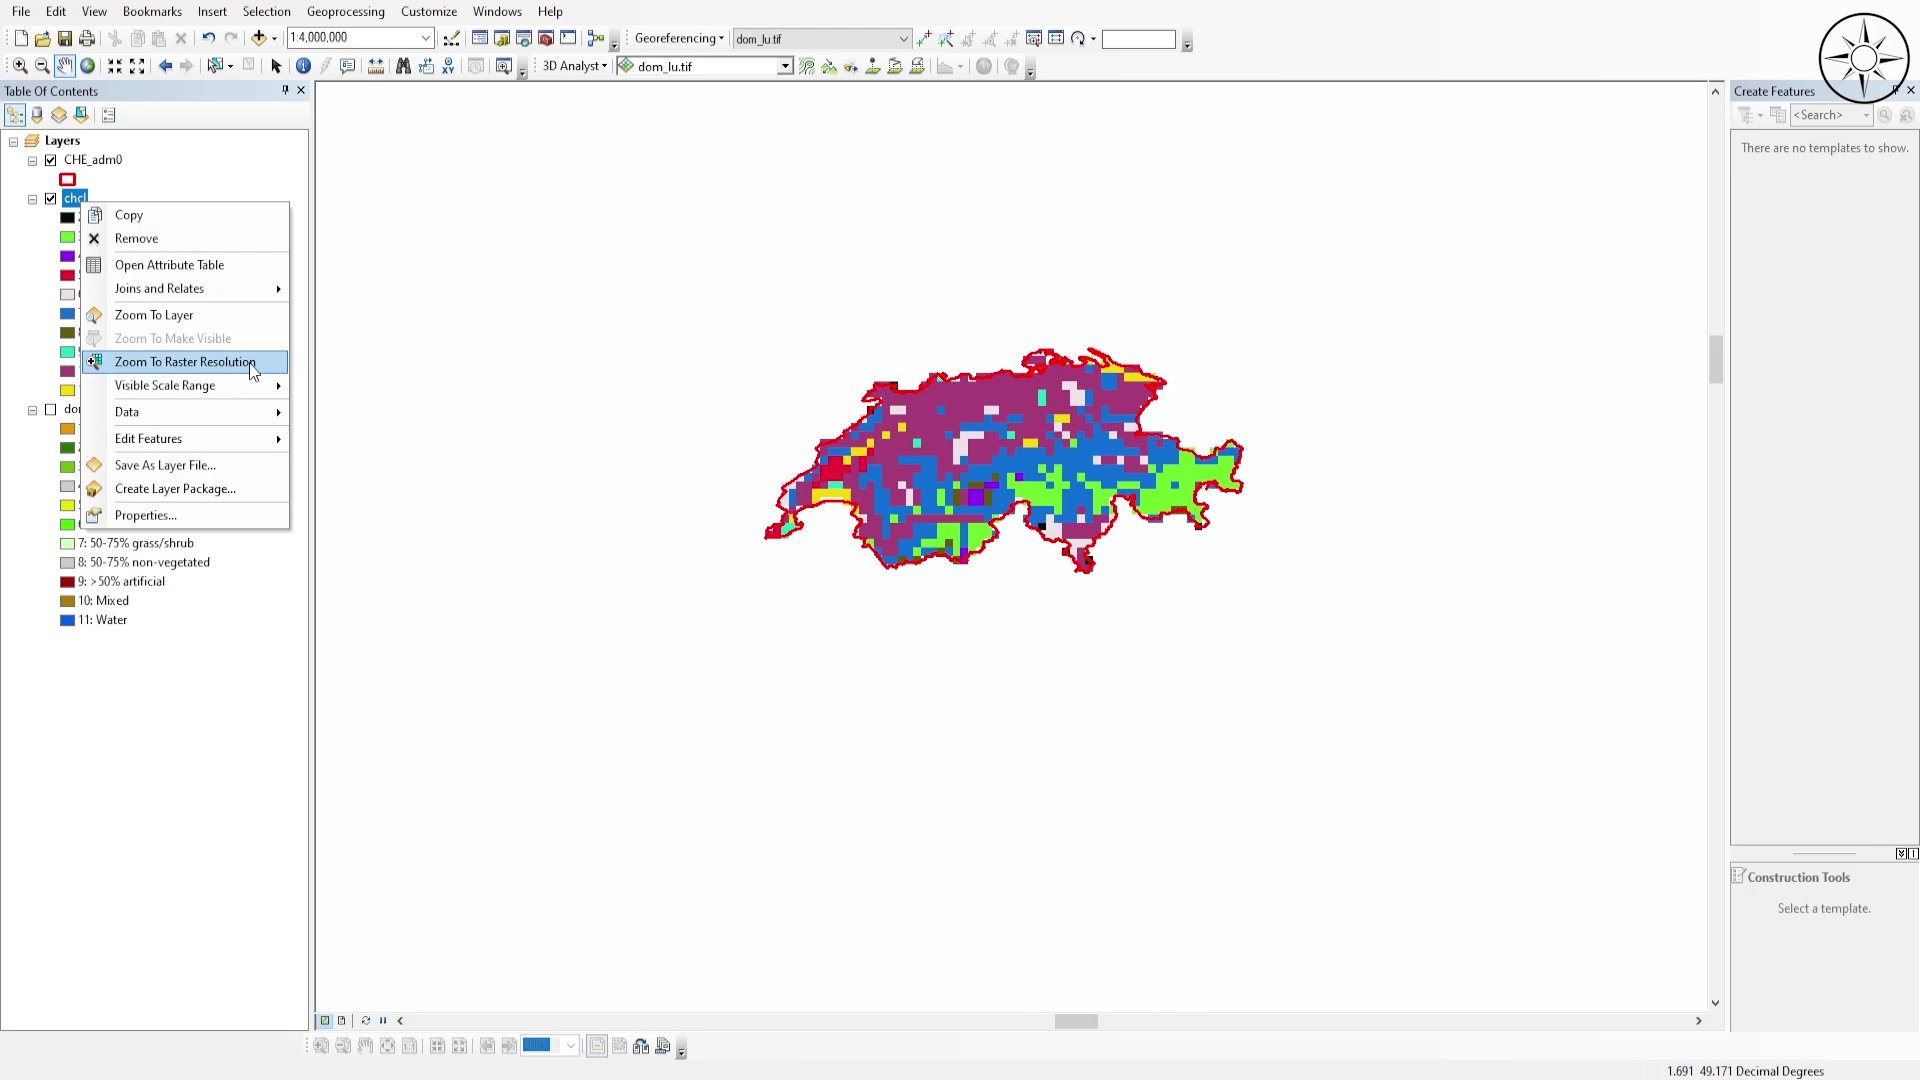 File Edit View Bookmarks Insert Selection Geoprocessing Customize Windows Help
1:4,000,000 Georeferencing dom_lu.tif
3D Analyst dom_lu.tif
Table Of Contents
Layers
CHE_adm0
chcl
Copy
Remove
Open Attribute Table
Joins and Relates
Zoom To Layer
Zoom To Make Visible
Zoom To Raster Resolution
Visible Scale Range
Data
Edit Features
Save As Layer File...
Create Layer Package...
Properties...
7: 50-75% grass/shrub
8: 50-75% non-vegetated
9: >50% artificial
10: Mixed
11: Water
Create Features
<Search>
There are no templates to show.
Construction Tools
Select a template.
1.691 49.171 Decimal Degrees